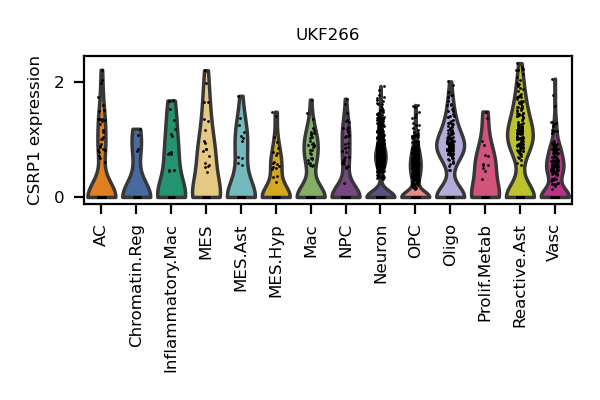 UKF266
CSRP1 expression
2
0
AC
Chromatin.Reg
Inflammatory.Mac
MES
MES.Ast
MES.Hyp
Mac
NPC
Neuron
OPC
Oligo
Prolif.Metab
Reactive.Ast
Vasc